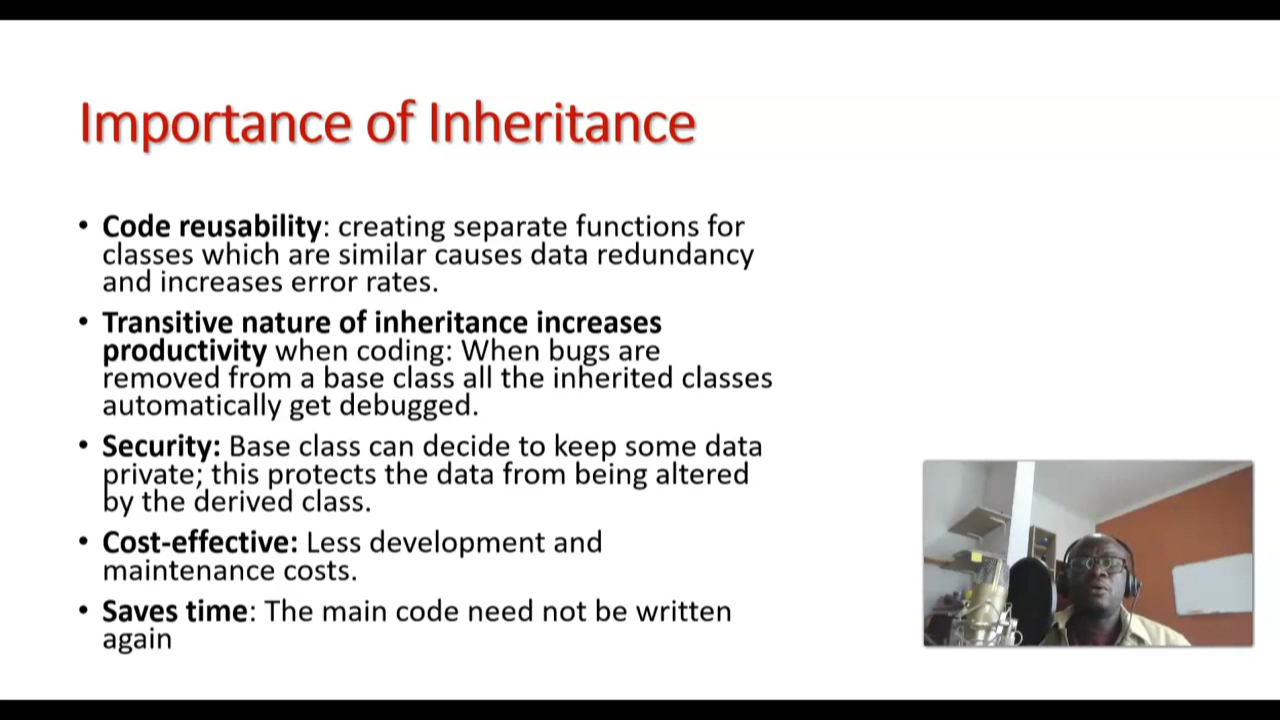 Importance of Inheritance
• Code reusability: creating separate functions for
classes which are similar causes data redundancy
and increases error rates.
• Transitive nature of inheritance increases
productivity when coding: When bugs are
removed from a base class all the inherited classes
automatically get debugged.
• Security: Base class can decide to keep some data
private; this protects the data from being altered
by the derived class.
• Cost-effective: Less development and
maintenance costs.
• Saves time: The main code need not be written
again